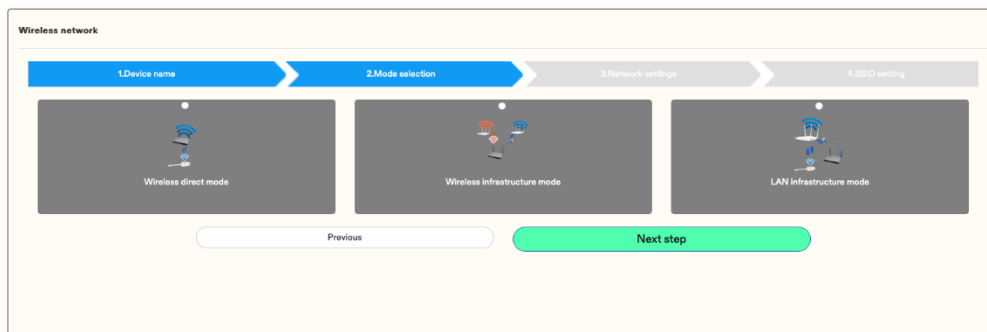 Wireless network
1.Device name
2.Mode selection
3.Network settings
4.SSID setting
Wireless direct mode
Wireless infrastructure mode
LAN infrastructure mode
Previous
Next step